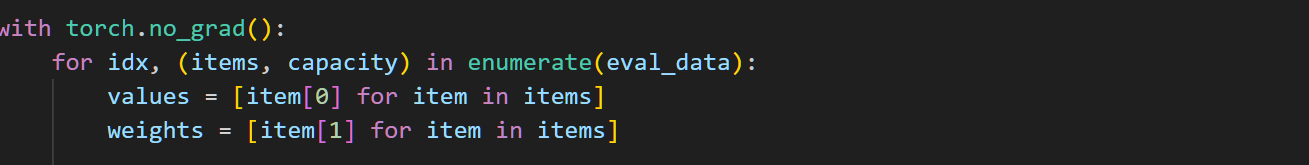 with torch.no_grad():
for idx, (items, capacity) in enumerate(eval_data):
values = [item[0] for item in items]
weights = [item[1] for item in items]